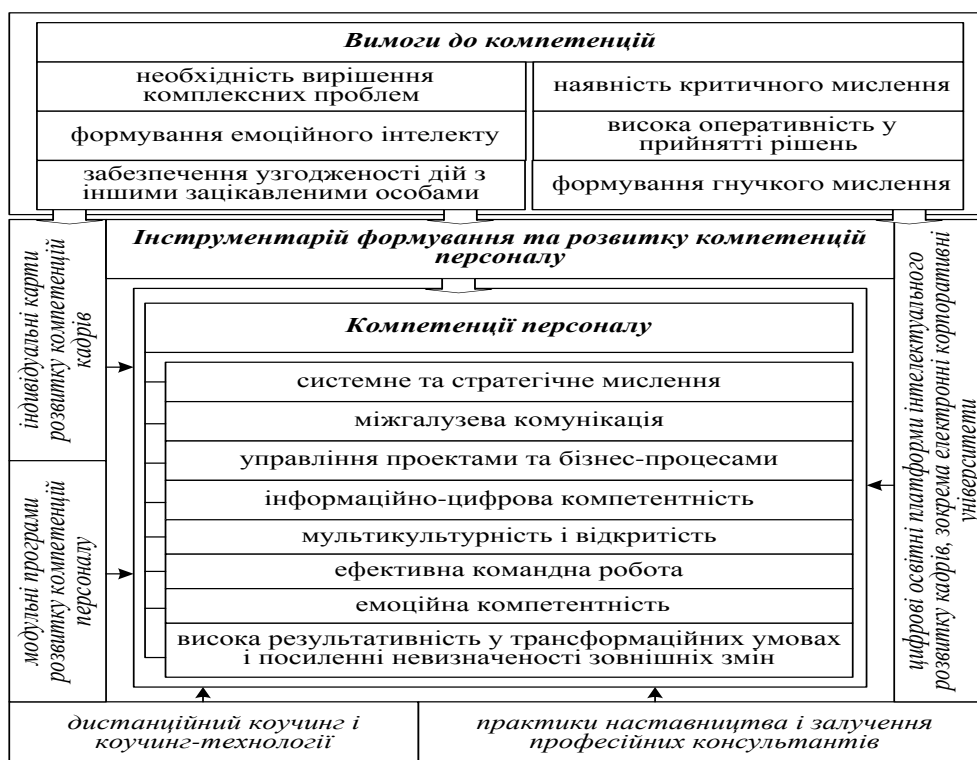 Вимоги до компетенцій
необхідність вирішення
комплексних проблем
наявність критичного мислення
формування емоційного інтелекту
висока оперативність у
прийнятті рішень
забезпечення узгодженості дій з
іншими зацікавленими особами
формування гнучкого мислення
Інструментарій формування та розвитку компетенцій
персоналу
індивідуальні карти
розвитку компетенцій
кадрів
модульні програми
розвитку компетенцій
персоналу
Компетенції персоналу
системне та стратегічне мислення
міжгалузева комунікація
управління проектами та бізнес-процесами
інформаційно-цифрова компетентність
мультикультурність і відкритість
ефективна командна робота
емоційна компетентність
висока результативність у трансформаційних умовах
і посиленні невизначеності зовнішніх змін
цифрові освітні платформи інтелектуального
розвитку кадрів, зокрема електронні корпоративні
університети
дистанційний коучинг і
коучинг-технології
практики наставництва і залучення
професійних консультантів